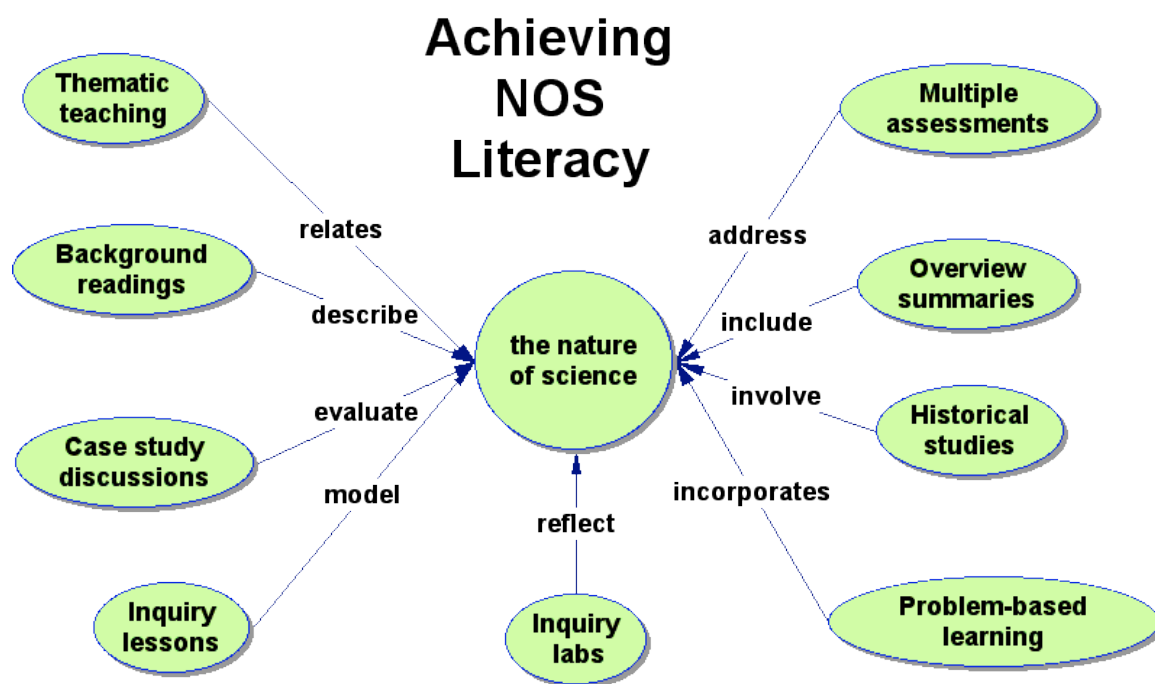 Achieving
NOS
Literacy
Thematic
teaching
Multiple
assessments
relates
address
Background
readings
Overview
summaries
describe
include
the nature
of science
evaluate
involve
Case study
discussions
Historical
studies
model
incorporates
reflect
Inquiry
lessons
Inquiry
labs
Problem-based
learning